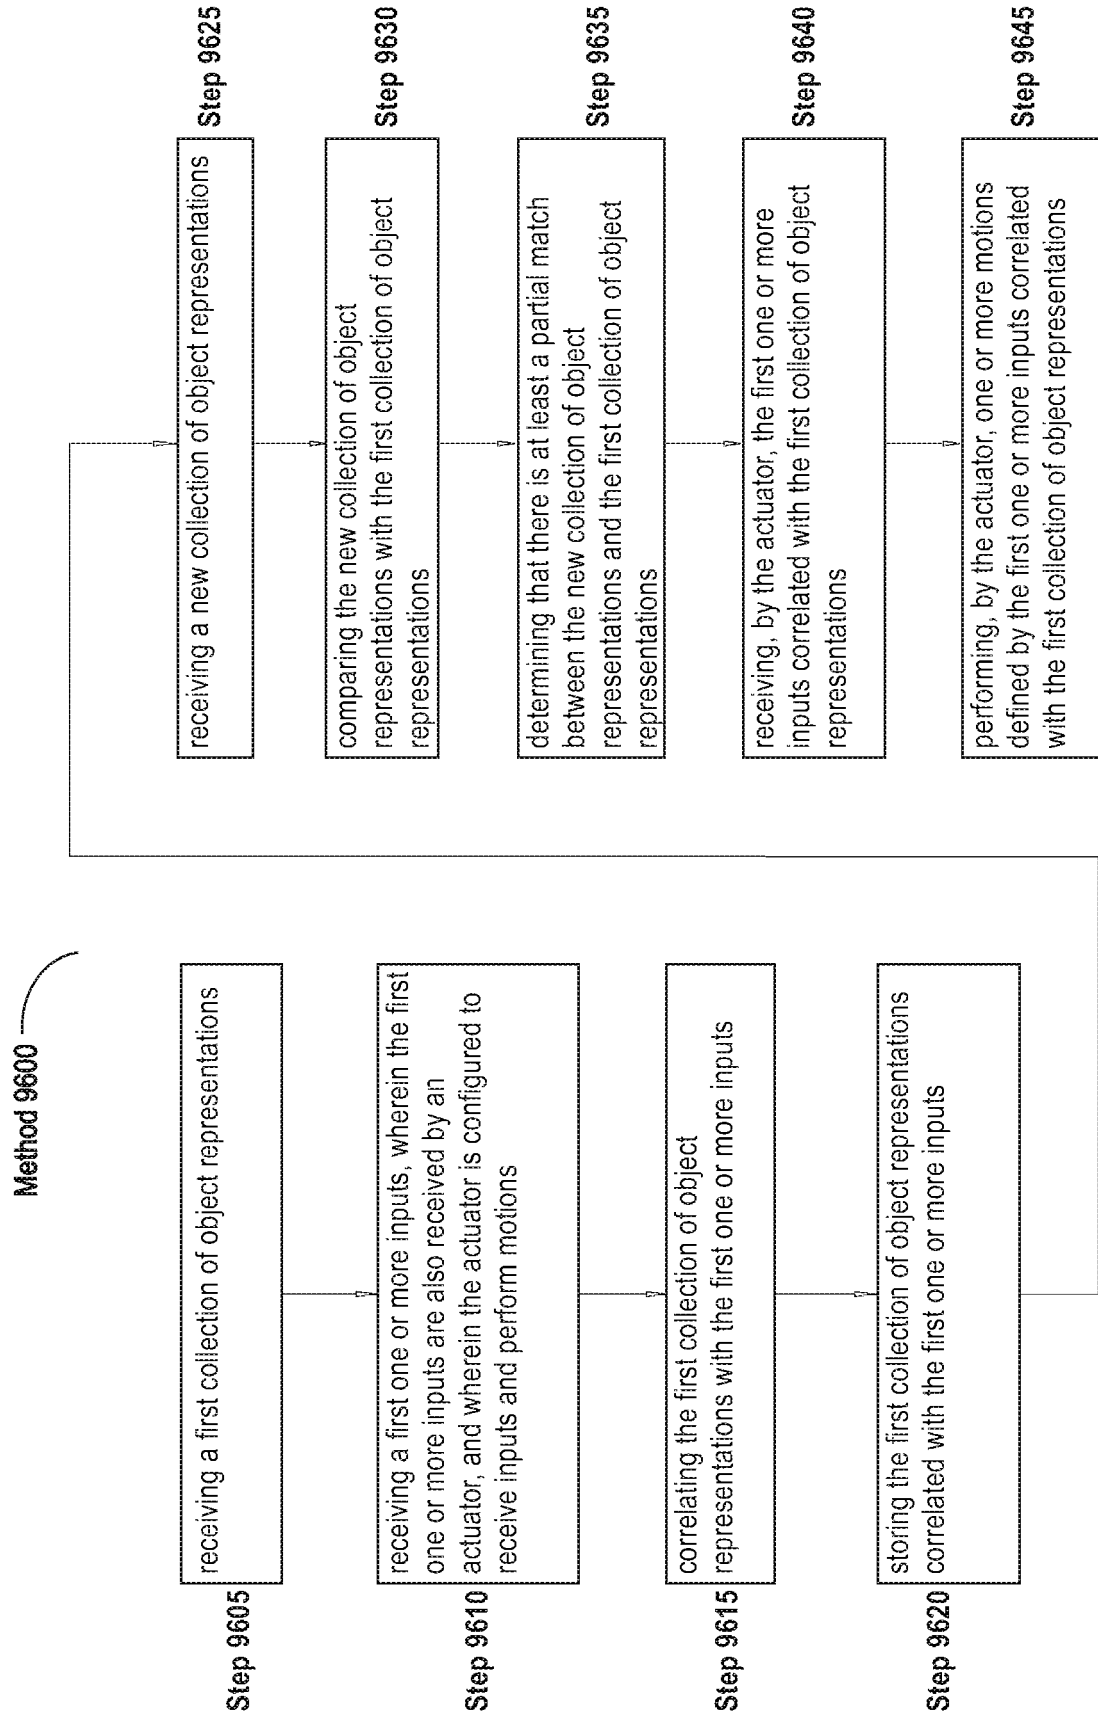 Method 9600
Step 9605
receiving a first collection of object representations
Step 9610
receiving a first one or more inputs, wherein the first
one or more inputs are also received by an
actuator, and wherein the actuator is configured to
receive inputs and perform motions
Step 9615
correlating the first collection of object
representations with the first one or more inputs
Step 9620
storing the first collection of object representations
correlated with the first one or more inputs
receiving a new collection of object representations
Step 9625
comparing the new collection of object
representations with the first collection of object
representations
Step 9630
determining that there is at least a partial match
between the new collection of object
representations and the first collection of object
representations
Step 9635
receiving, by the actuator, the first one or more
inputs correlated with the first collection of object
representations
Step 9640
performing, by the actuator, one or more motions
defined by the first one or more inputs correlated
with the first collection of object representations
Step 9645